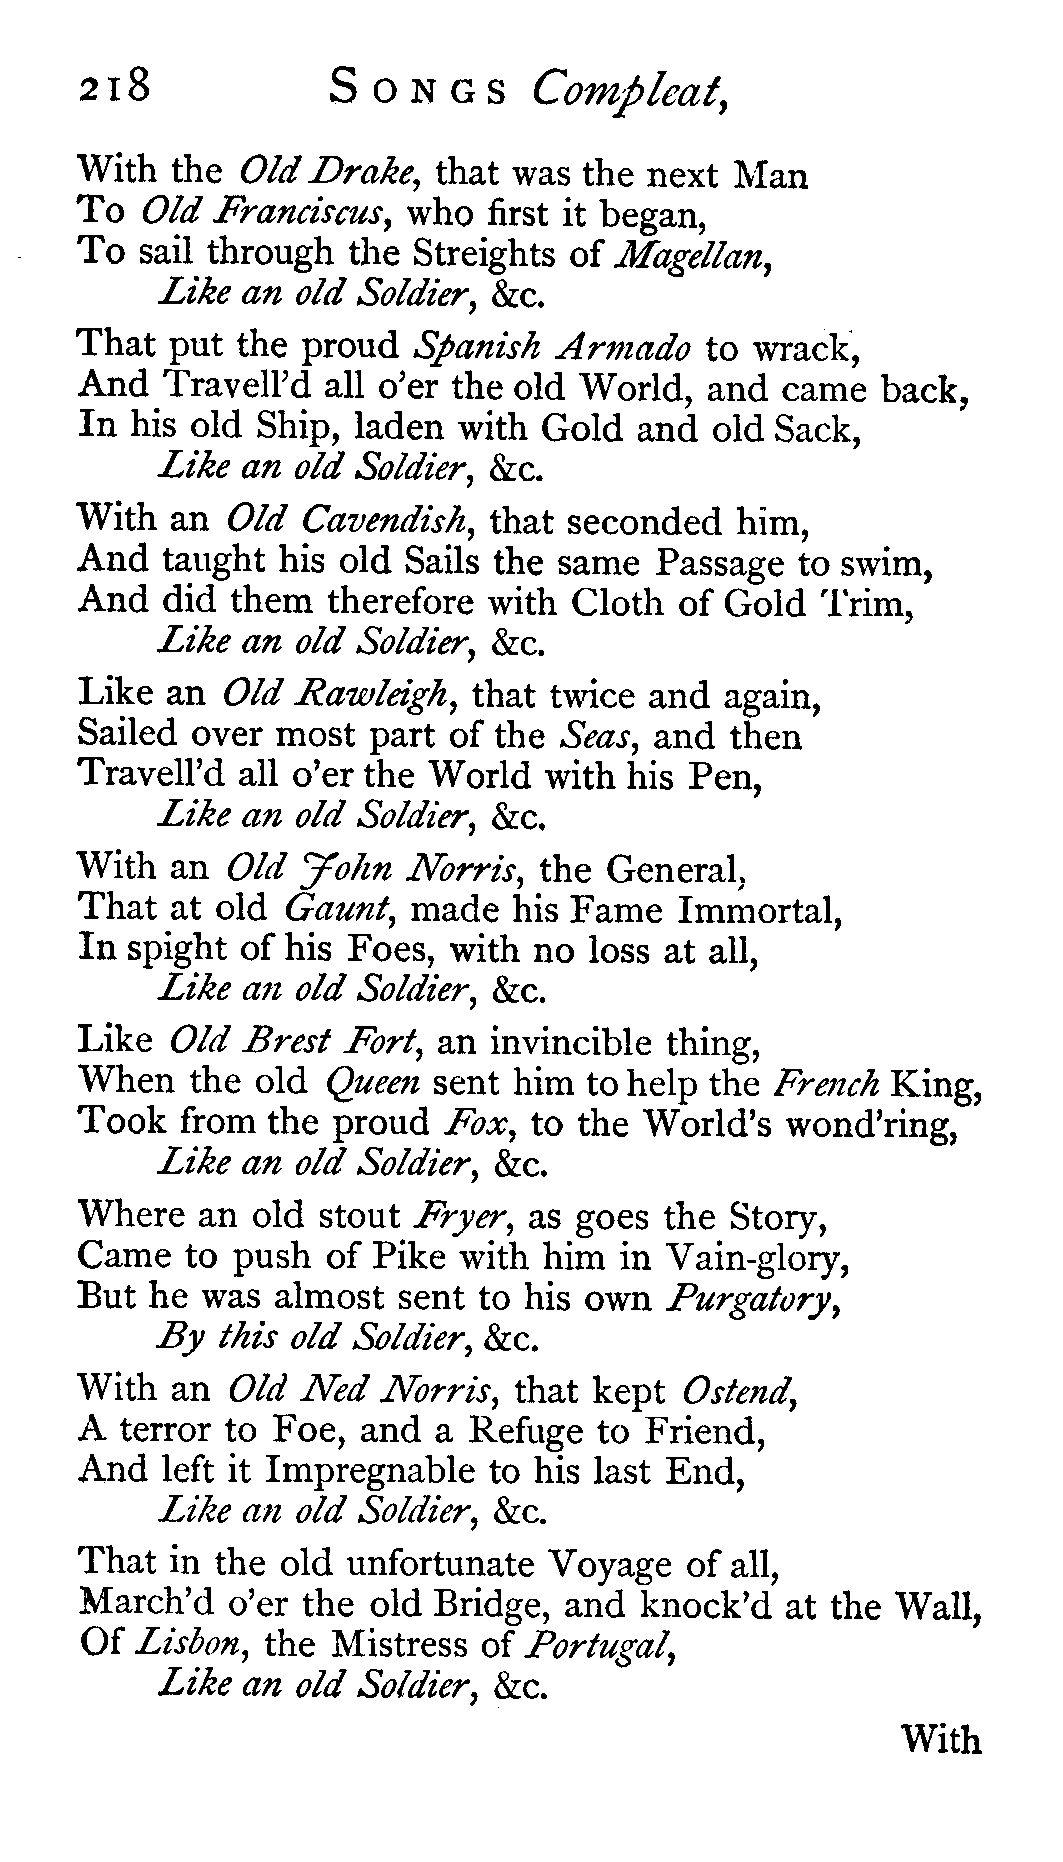 218 SONGS Compleat,
With the Old Drake, that was the next Man
To Old Franciscus, who first it began,
To sail through the Streights of Magellan,
Like an old Soldier, &c.
That put the proud Spanish Armado to wrack,
And Travell'd all o'er the old World, and came back,
In his old Ship, laden with Gold and old Sack,
Like an old Soldier, &c.
With an Old Cavendish, that seconded him,
And taught his old Sails the same Passage to swim,
And did them therefore with Cloth of Gold Trim,
Like an old Soldier, &c.
Like an Old Rawleigh, that twice and again,
Sailed over most part of the Seas, and then
Travell'd all o'er the World with his Pen,
Like an old Soldier, &c.
With an Old John Norris, the General,
That at old Gaunt, made his Fame Immortal,
In spight of his Foes, with no loss at all,
Like an old Soldier, &c.
Like Old Brest Fort, an invincible thing,
When the old Queen sent him to help the French King,
Took from the proud Fox, to the World's wond'ring,
Like an old Soldier, &c.
Where an old stout Fryer, as goes the Story,
Came to push of Pike with him in Vain-glory,
But he was almost sent to his own Purgatory,
By this old Soldier, &c.
With an Old Ned Norris, that kept Ostend,
A terror to Foe, and a Refuge to Friend,
And left it Impregnable to his last End,
Like an old Soldier, &c.
That in the old unfortunate Voyage of all,
March'd o'er the old Bridge, and knock'd at the Wall,
Of Lisbon, the Mistress of Portugal,
Like an old Soldier, &c.
With